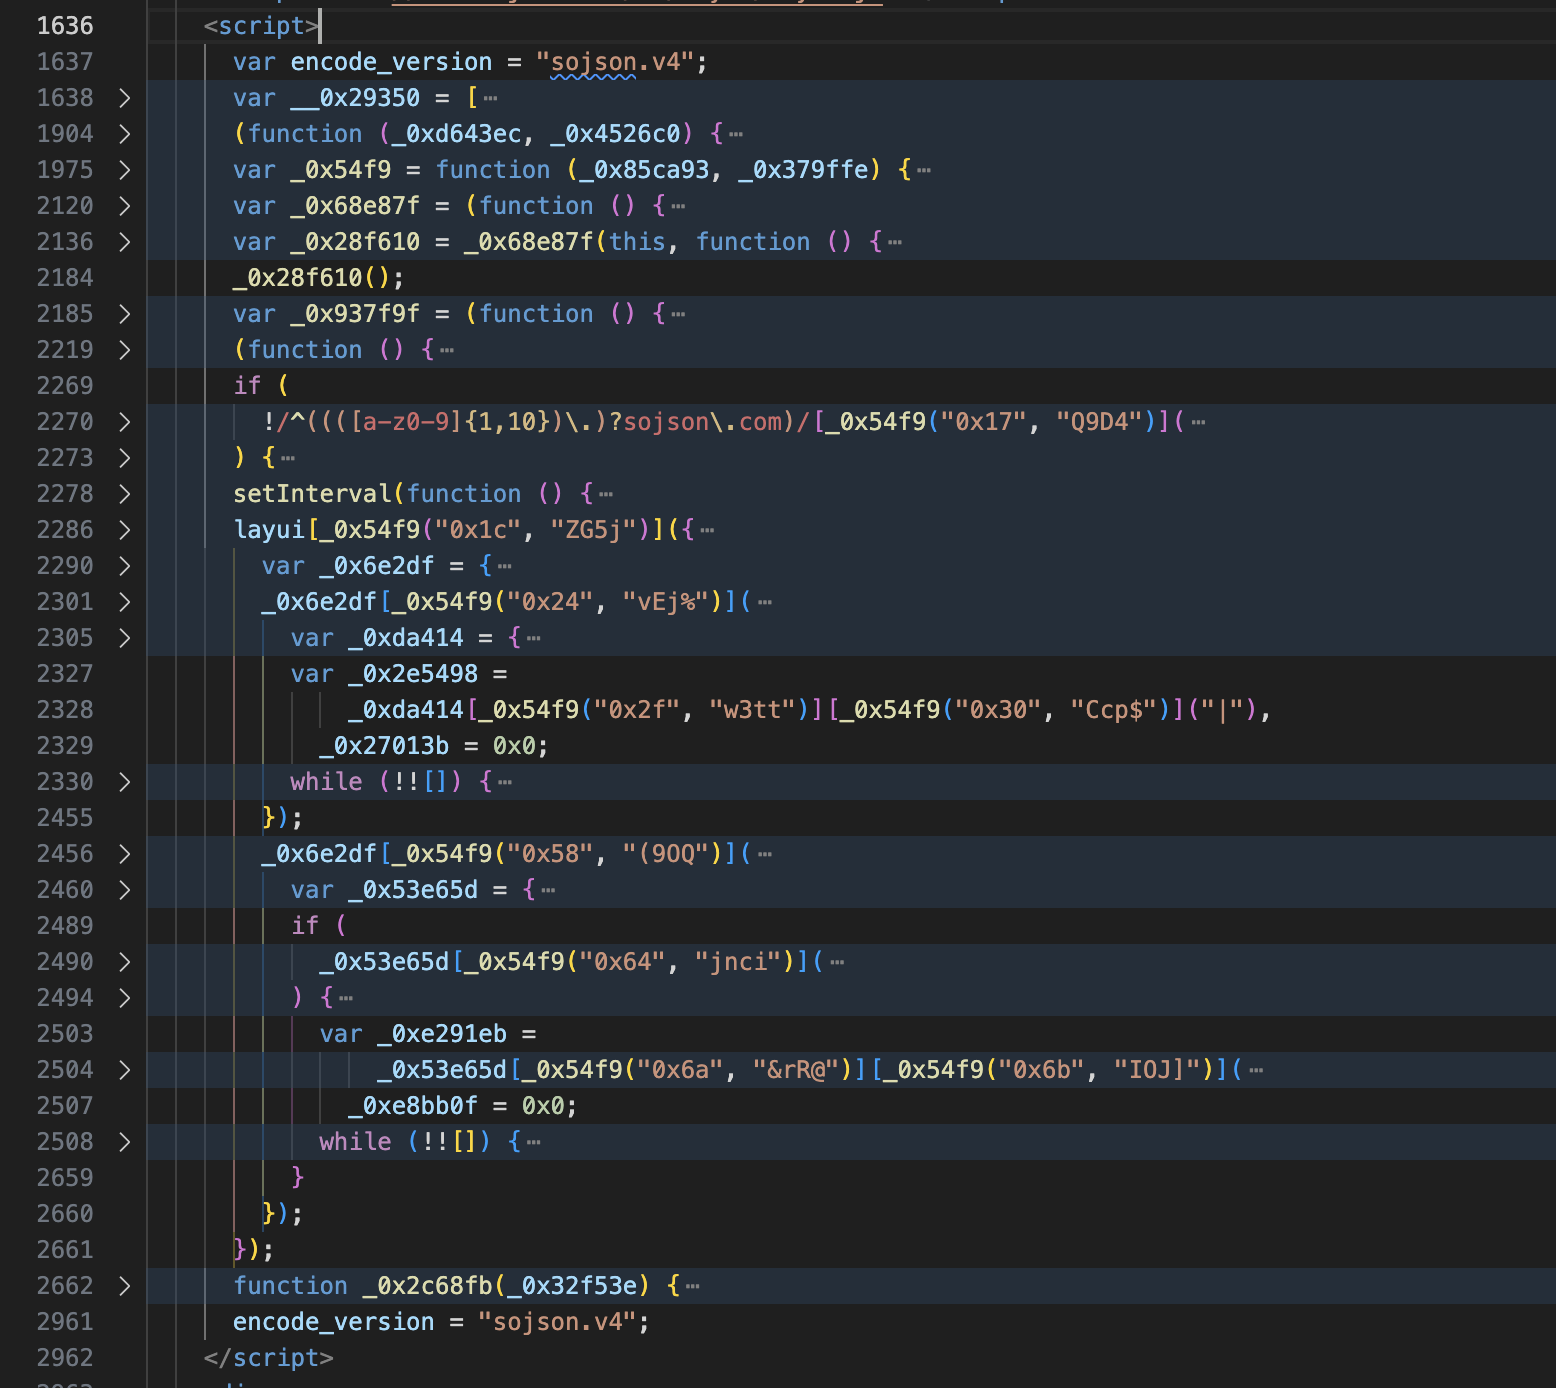 1636 <script>
1637 var encode_version = "sojson.v4";
1638 var __0x29350 = [⋯
1904 (function (_0xd643ec, _0x4526c0) {⋯
1975 var _0x54f9 = function (_0x85ca93, _0x379ffe) {⋯
2120 var _0x68e87f = (function () {⋯
2136 var _0x28f610 = _0x68e87f(this, function () {⋯
2184 _0x28f610();
2185 var _0x937f9f = (function () {⋯
2219 (function () {⋯
2269 if (
2270 !/^((([a-z0-9]{1,10})\.)?sojson\.com)/[_0x54f9("0x17", "Q9D4")](⋯
2273 ) {⋯
2278 setInterval(function () {⋯
2286 layui[_0x54f9("0x1c", "ZG5j")]({⋯
2290 var _0x6e2df = {⋯
2301 _0x6e2df[_0x54f9("0x24", "vEj%")](⋯
2305 var _0xda414 = {⋯
2327 var _0x2e5498 =
2328 _0xda414[_0x54f9("0x2f", "w3tt")][_0x54f9("0x30", "Ccp$")]("|"),
2329 _0x27013b = 0x0;
2330 while (!![]) {⋯
2455 });
2456 _0x6e2df[_0x54f9("0x58", "(9OQ")](⋯
2460 var _0x53e65d = {⋯
2489 if (
2490 _0x53e65d[_0x54f9("0x64", "jnci")](⋯
2494 ) {⋯
2503 var _0xe291eb =
2504 _0x53e65d[_0x54f9("0x6a", "&rR@")][_0x54f9("0x6b", "IOJ]")](⋯
2507 _0xe8bb0f = 0x0;
2508 while (!![]) {⋯
2659 }
2660 });
2661 });
2662 function _0x2c68fb(_0x32f53e) {⋯
2961 encode_version = "sojson.v4";
2962 </script>